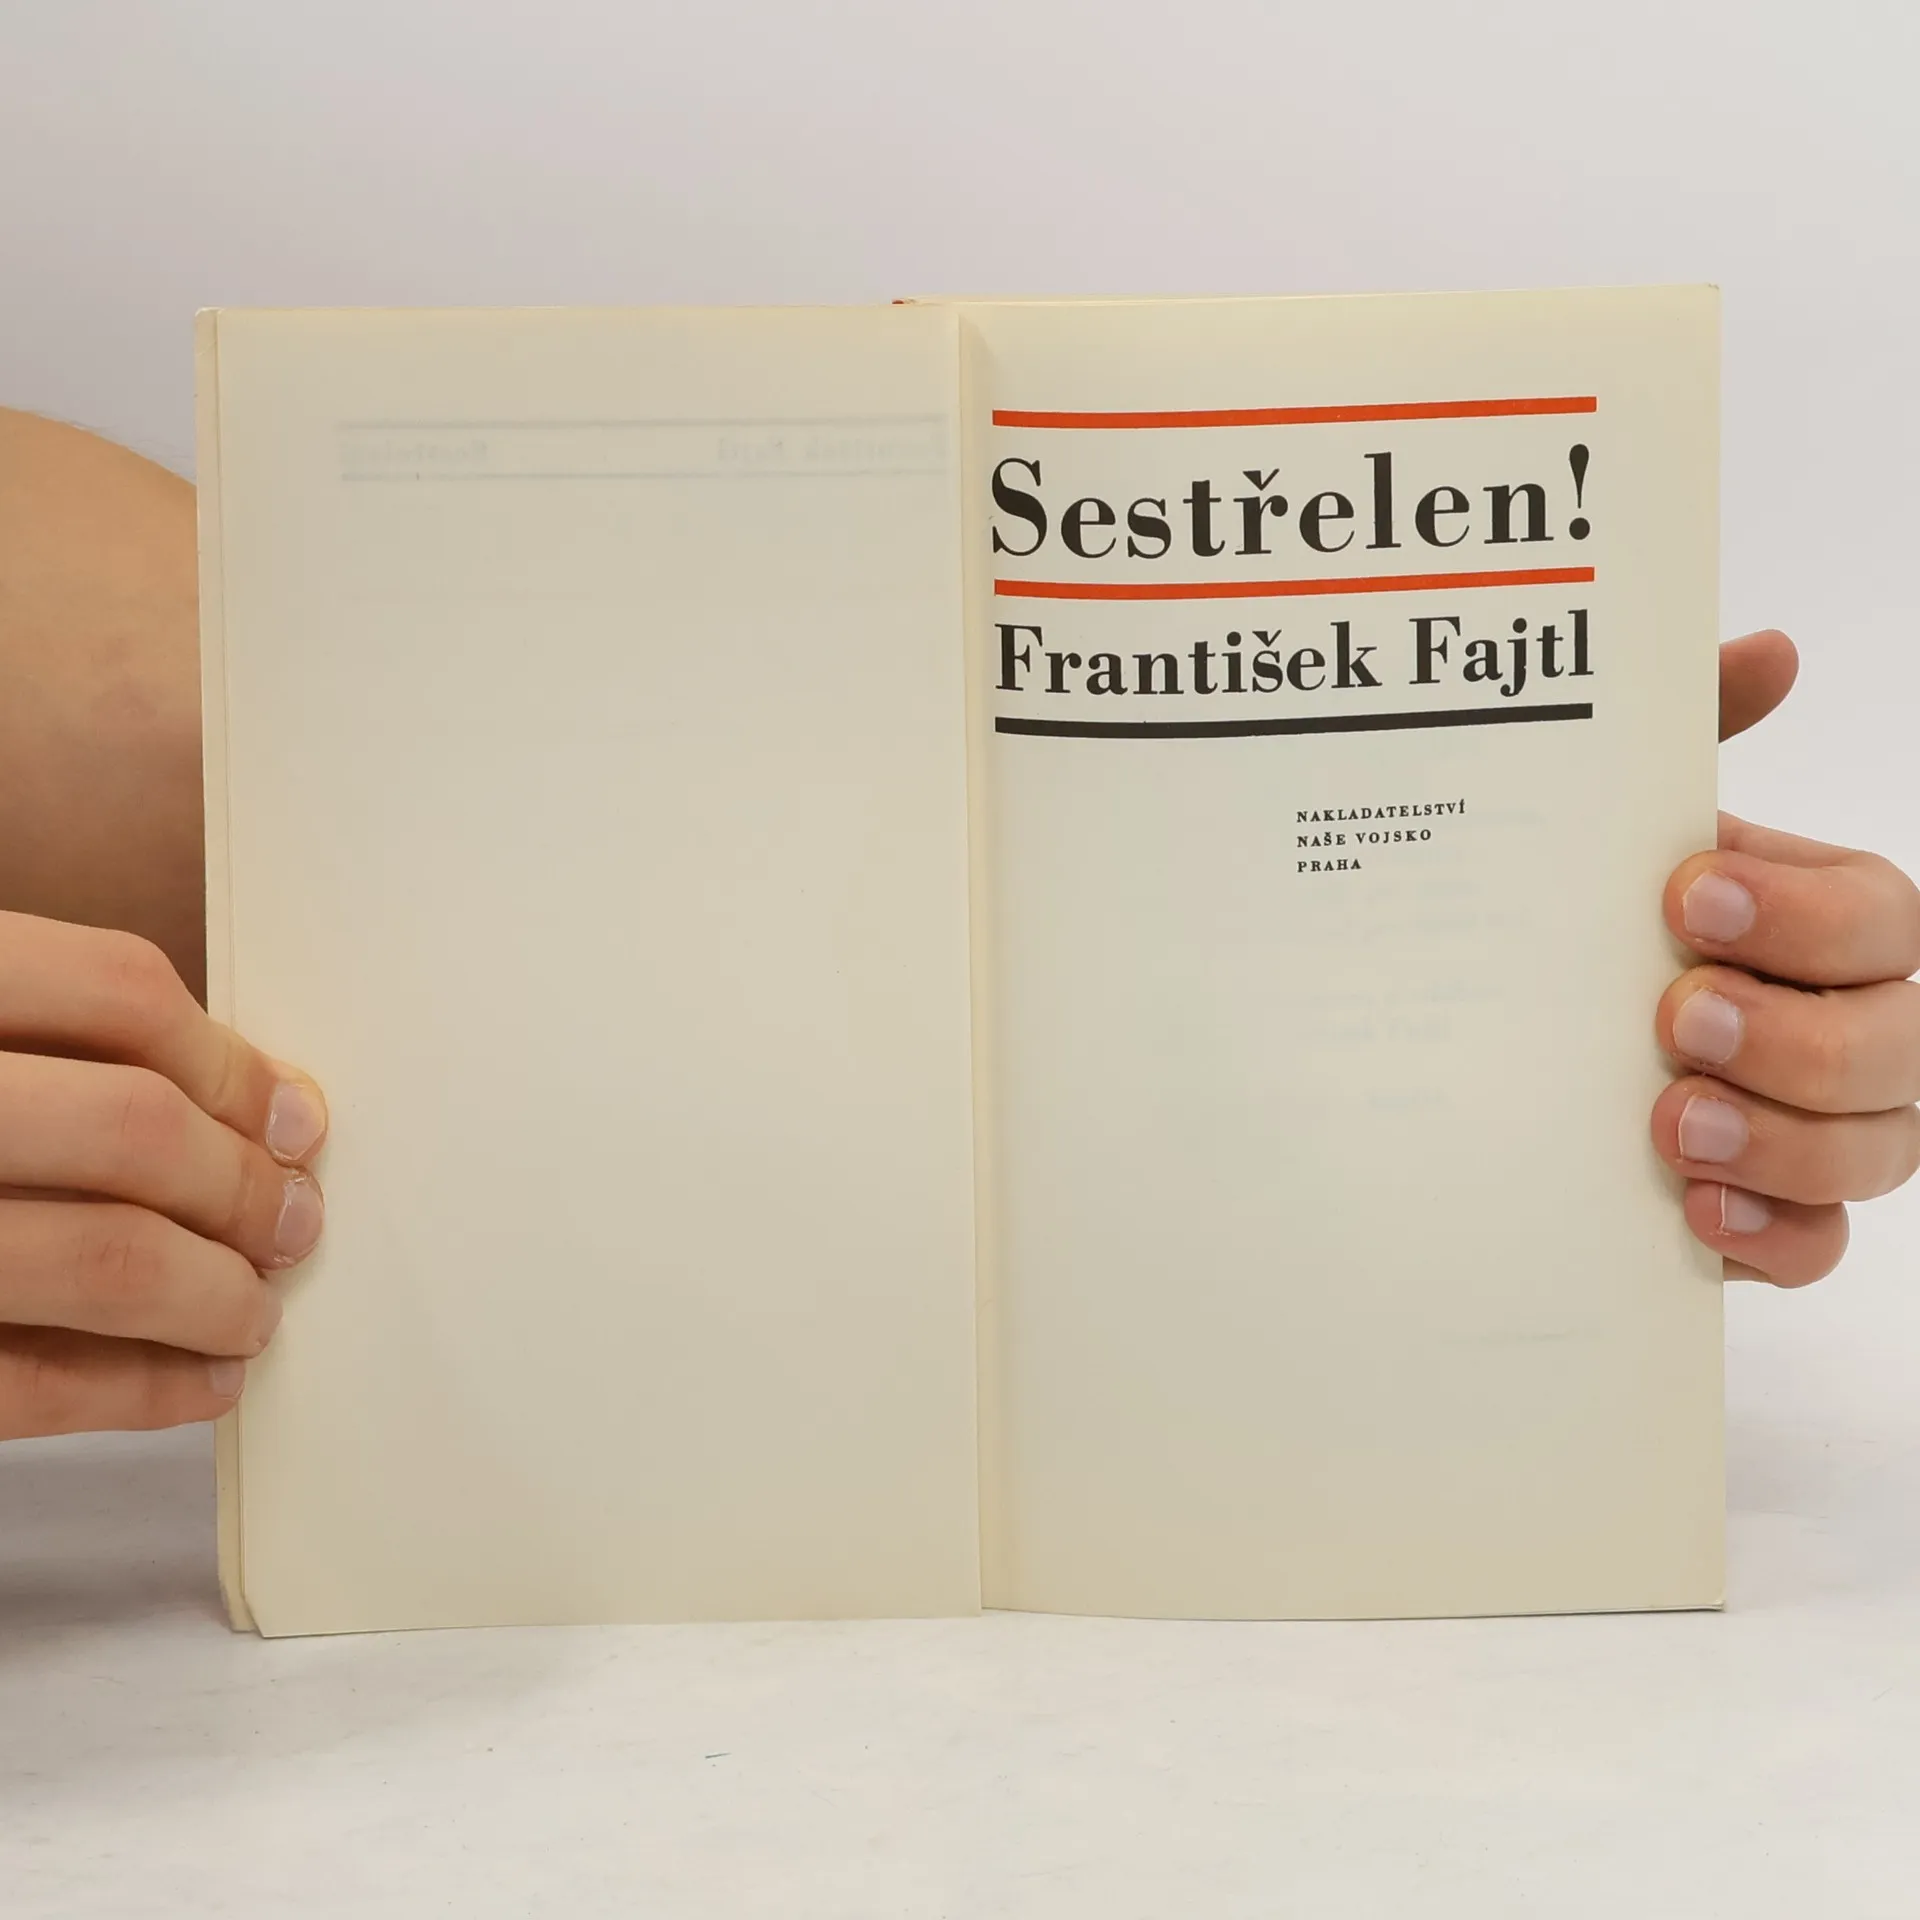 Sestřelen!
František Fajtl
NAKLADATELSTVÍ
NAŠE VOJSKO
PRAHA